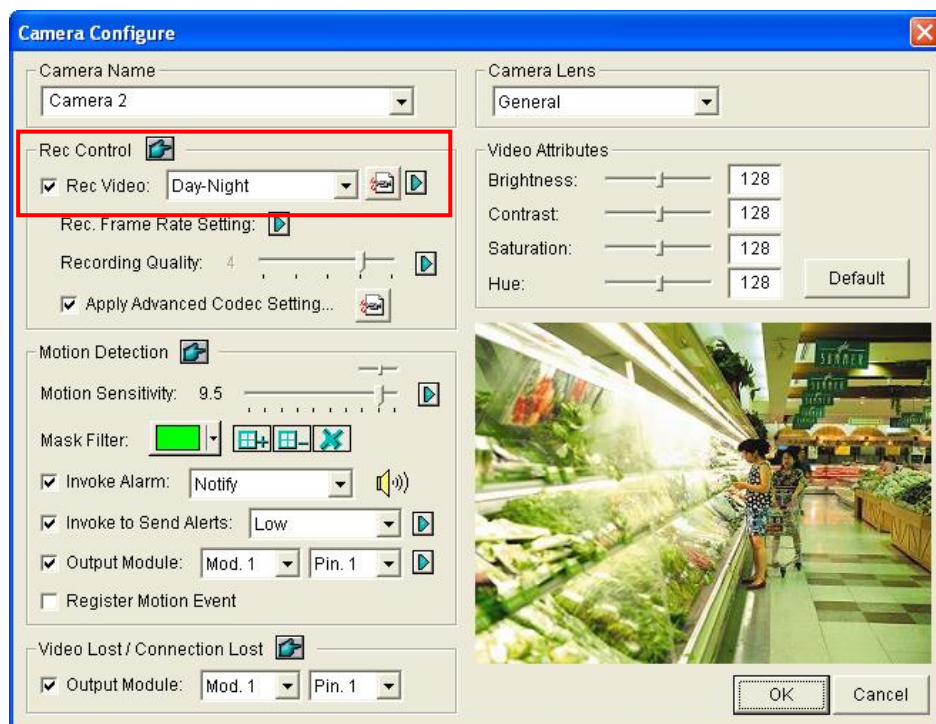 Camera Configure
Camera Name
Camera 2
Rec Control
Rec Video: Day-Night
Rec. Frame Rate Setting:
Recording Quality: 4
Apply Advanced Codec Setting...
Motion Detection
Motion Sensitivity: 9.5
Mask Filter:
Invoke Alarm: Notify
Invoke to Send Alerts: Low
Output Module: Mod. 1 Pin. 1
Register Motion Event
Video Lost / Connection Lost
Output Module: Mod. 1 Pin. 1
Camera Lens
General
Video Attributes
Brightness: 128
Contrast: 128
Saturation: 128
Hue: 128
Default
SUMMER
OK Cancel